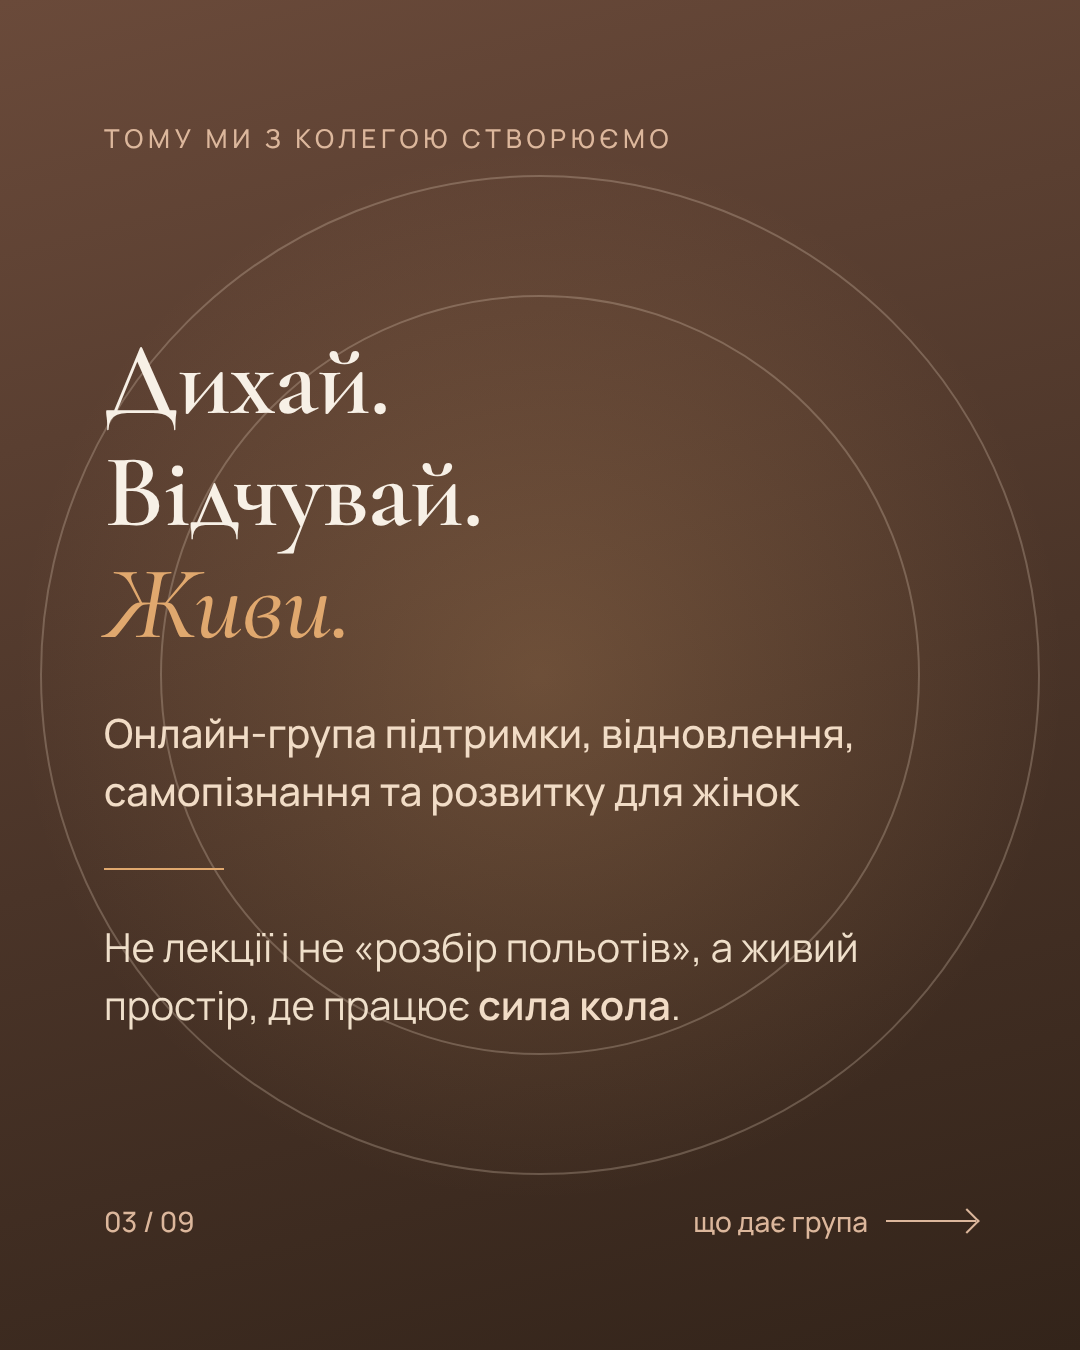 ТОМУ МИ З КОЛЕГОЮ СТВОРЮЄМО
Дихай.
Відчувай.
Живи.
Онлайн-група підтримки, відновлення,
самопізнання та розвитку для жінок
Не лекції і не «розбір польотів», а живий
простір, де працює сила кола.
03 / 09
що дає група